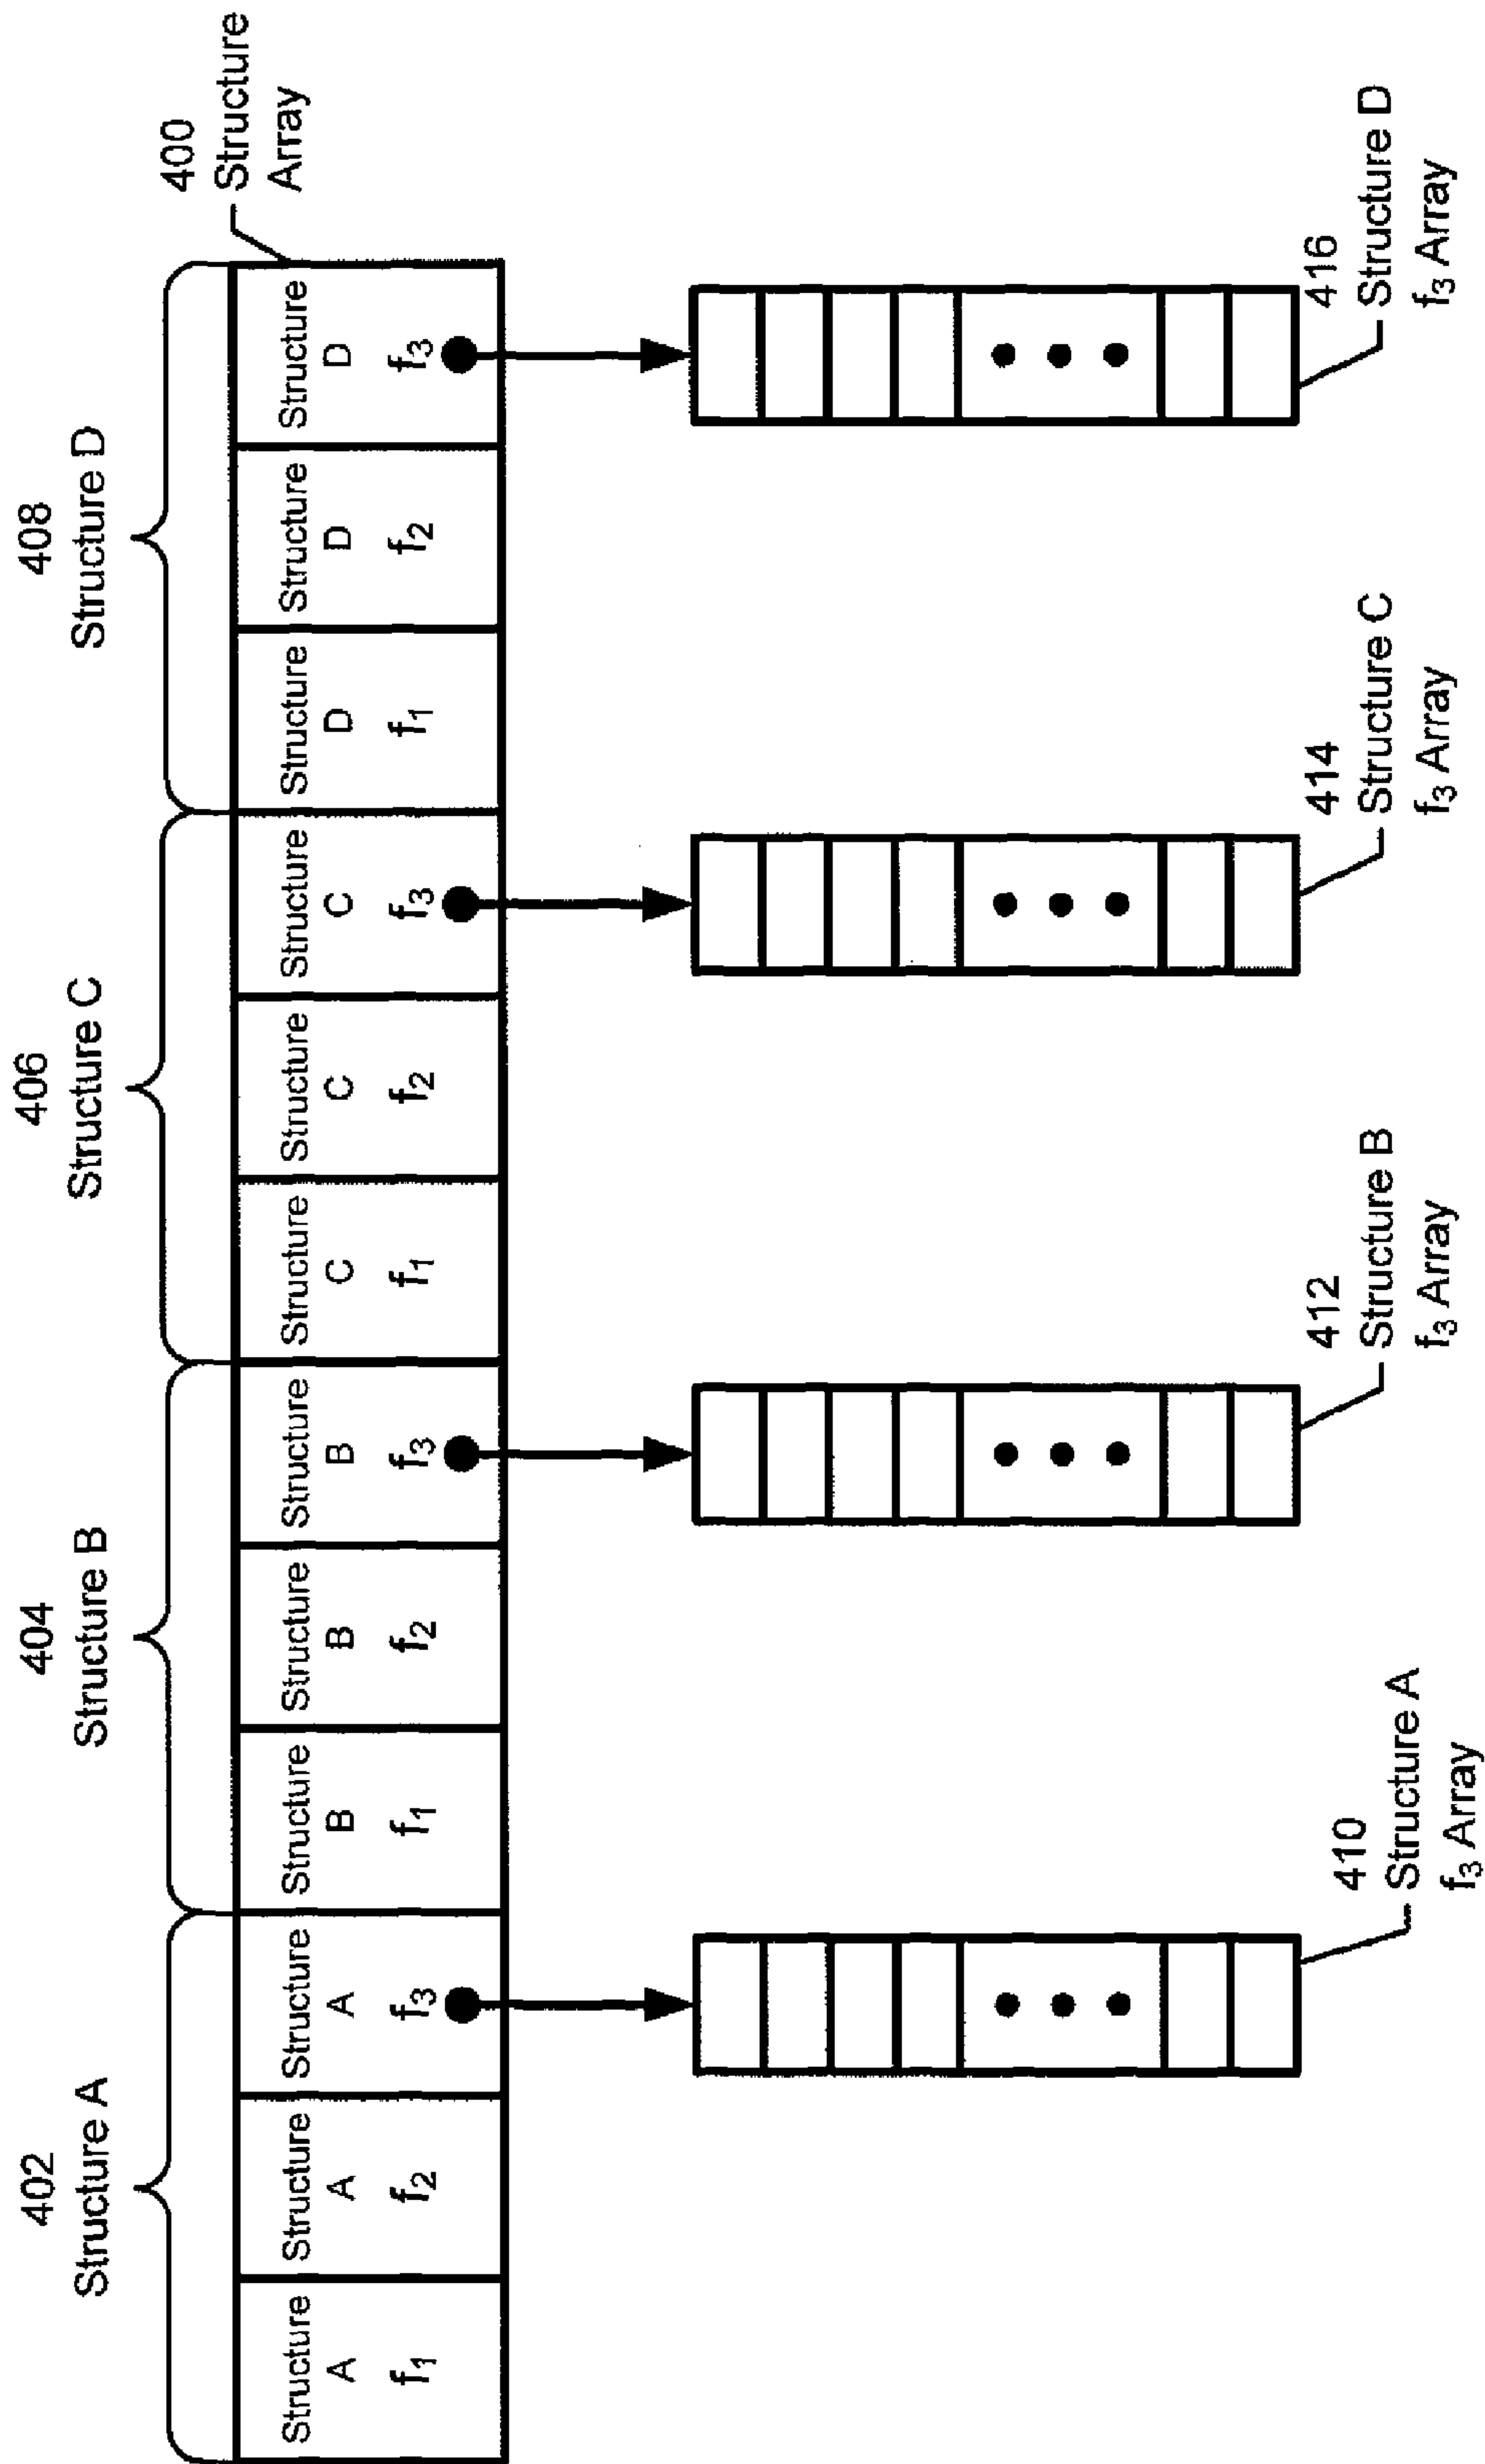 402
Structure A
404
Structure B
406
Structure C
408
Structure D
400
Structure
Array
Structure
A
f₁
Structure
A
f₂
Structure
A
f₃
Structure
B
f₁
Structure
B
f₂
Structure
B
f₃
Structure
C
f₁
Structure
C
f₂
Structure
C
f₃
Structure
D
f₁
Structure
D
f₂
Structure
D
f₃
410
Structure A
f₃ Array
412
Structure B
f₃ Array
414
Structure C
f₃ Array
416
Structure D
f₃ Array